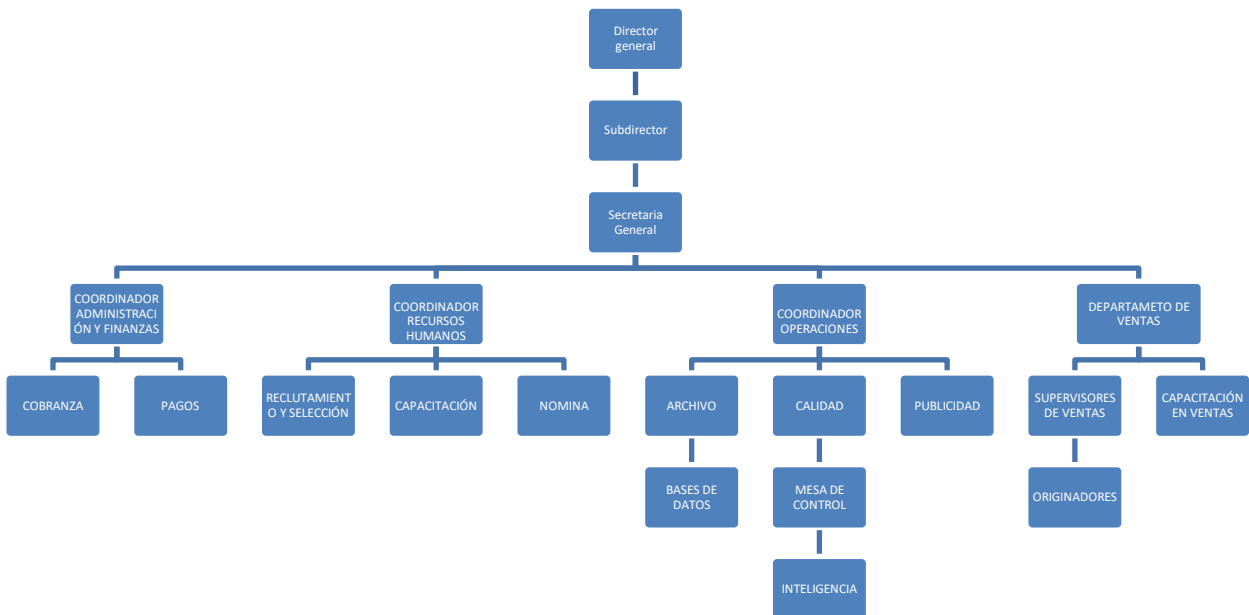 Director
general
Subdirector
Secretaria
General
COORDINADOR
ADMINISTRACI
ÓN Y FINANZAS
COORDINADOR
RECURSOS
HUMANOS
COORDINADOR
OPERACIONES
DEPARTAMETO DE
VENTAS
COBRANZA
PAGOS
RECLUTAMIENT
O Y SELECCIÓN
CAPACITACIÓN
NOMINA
ARCHIVO
CALIDAD
PUBLICIDAD
SUPERVISORES
DE VENTAS
CAPACITACIÓN
EN VENTAS
BASES DE
DATOS
MESA DE
CONTROL
ORIGINADORES
INTELIGENCIA